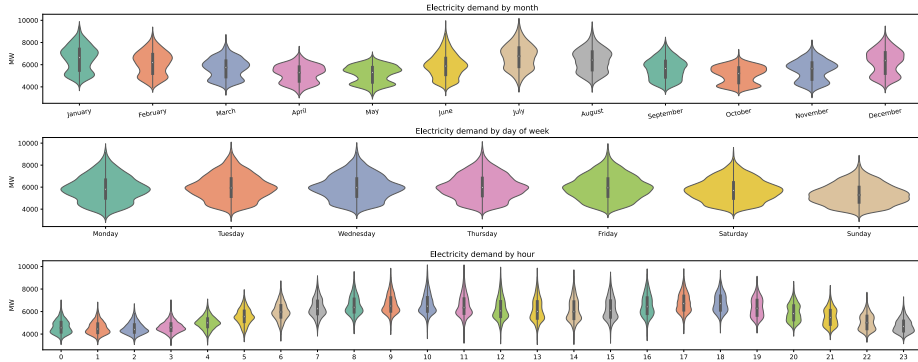 Electricity demand by month
10000
8000
6000
4000
MW
January February March April May June July August September October November December
Electricity demand by day of week
10000
8000
6000
4000
MW
Monday Tuesday Wednesday Thursday Friday Saturday Sunday
Electricity demand by hour
10000
8000
6000
4000
MW
0 1 2 3 4 5 6 7 8 9 10 11 12 13 14 15 16 17 18 19 20 21 22 23